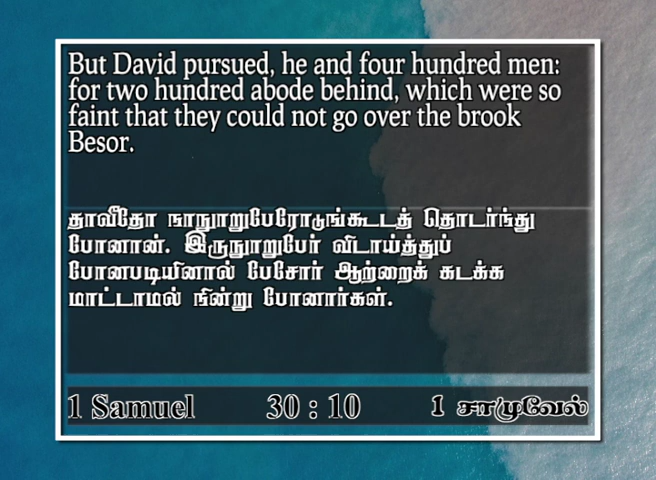 But David pursued, he and four hundred men:
for two hundred abode behind, which were so
faint that they could not go over the brook
Besor.
தாவீதோ நாநூறுபேரோடுங்கூடத் தொடர்ந்து
போனான். இருநூறுபேர் விடாய்த்துப்
போனபடியினால் பேசோர் ஆற்றைக் கடக்க
மாட்டாமல் நின்று போனார்கள்.
1 Samuel 30 : 10 1 சாமுவேல்